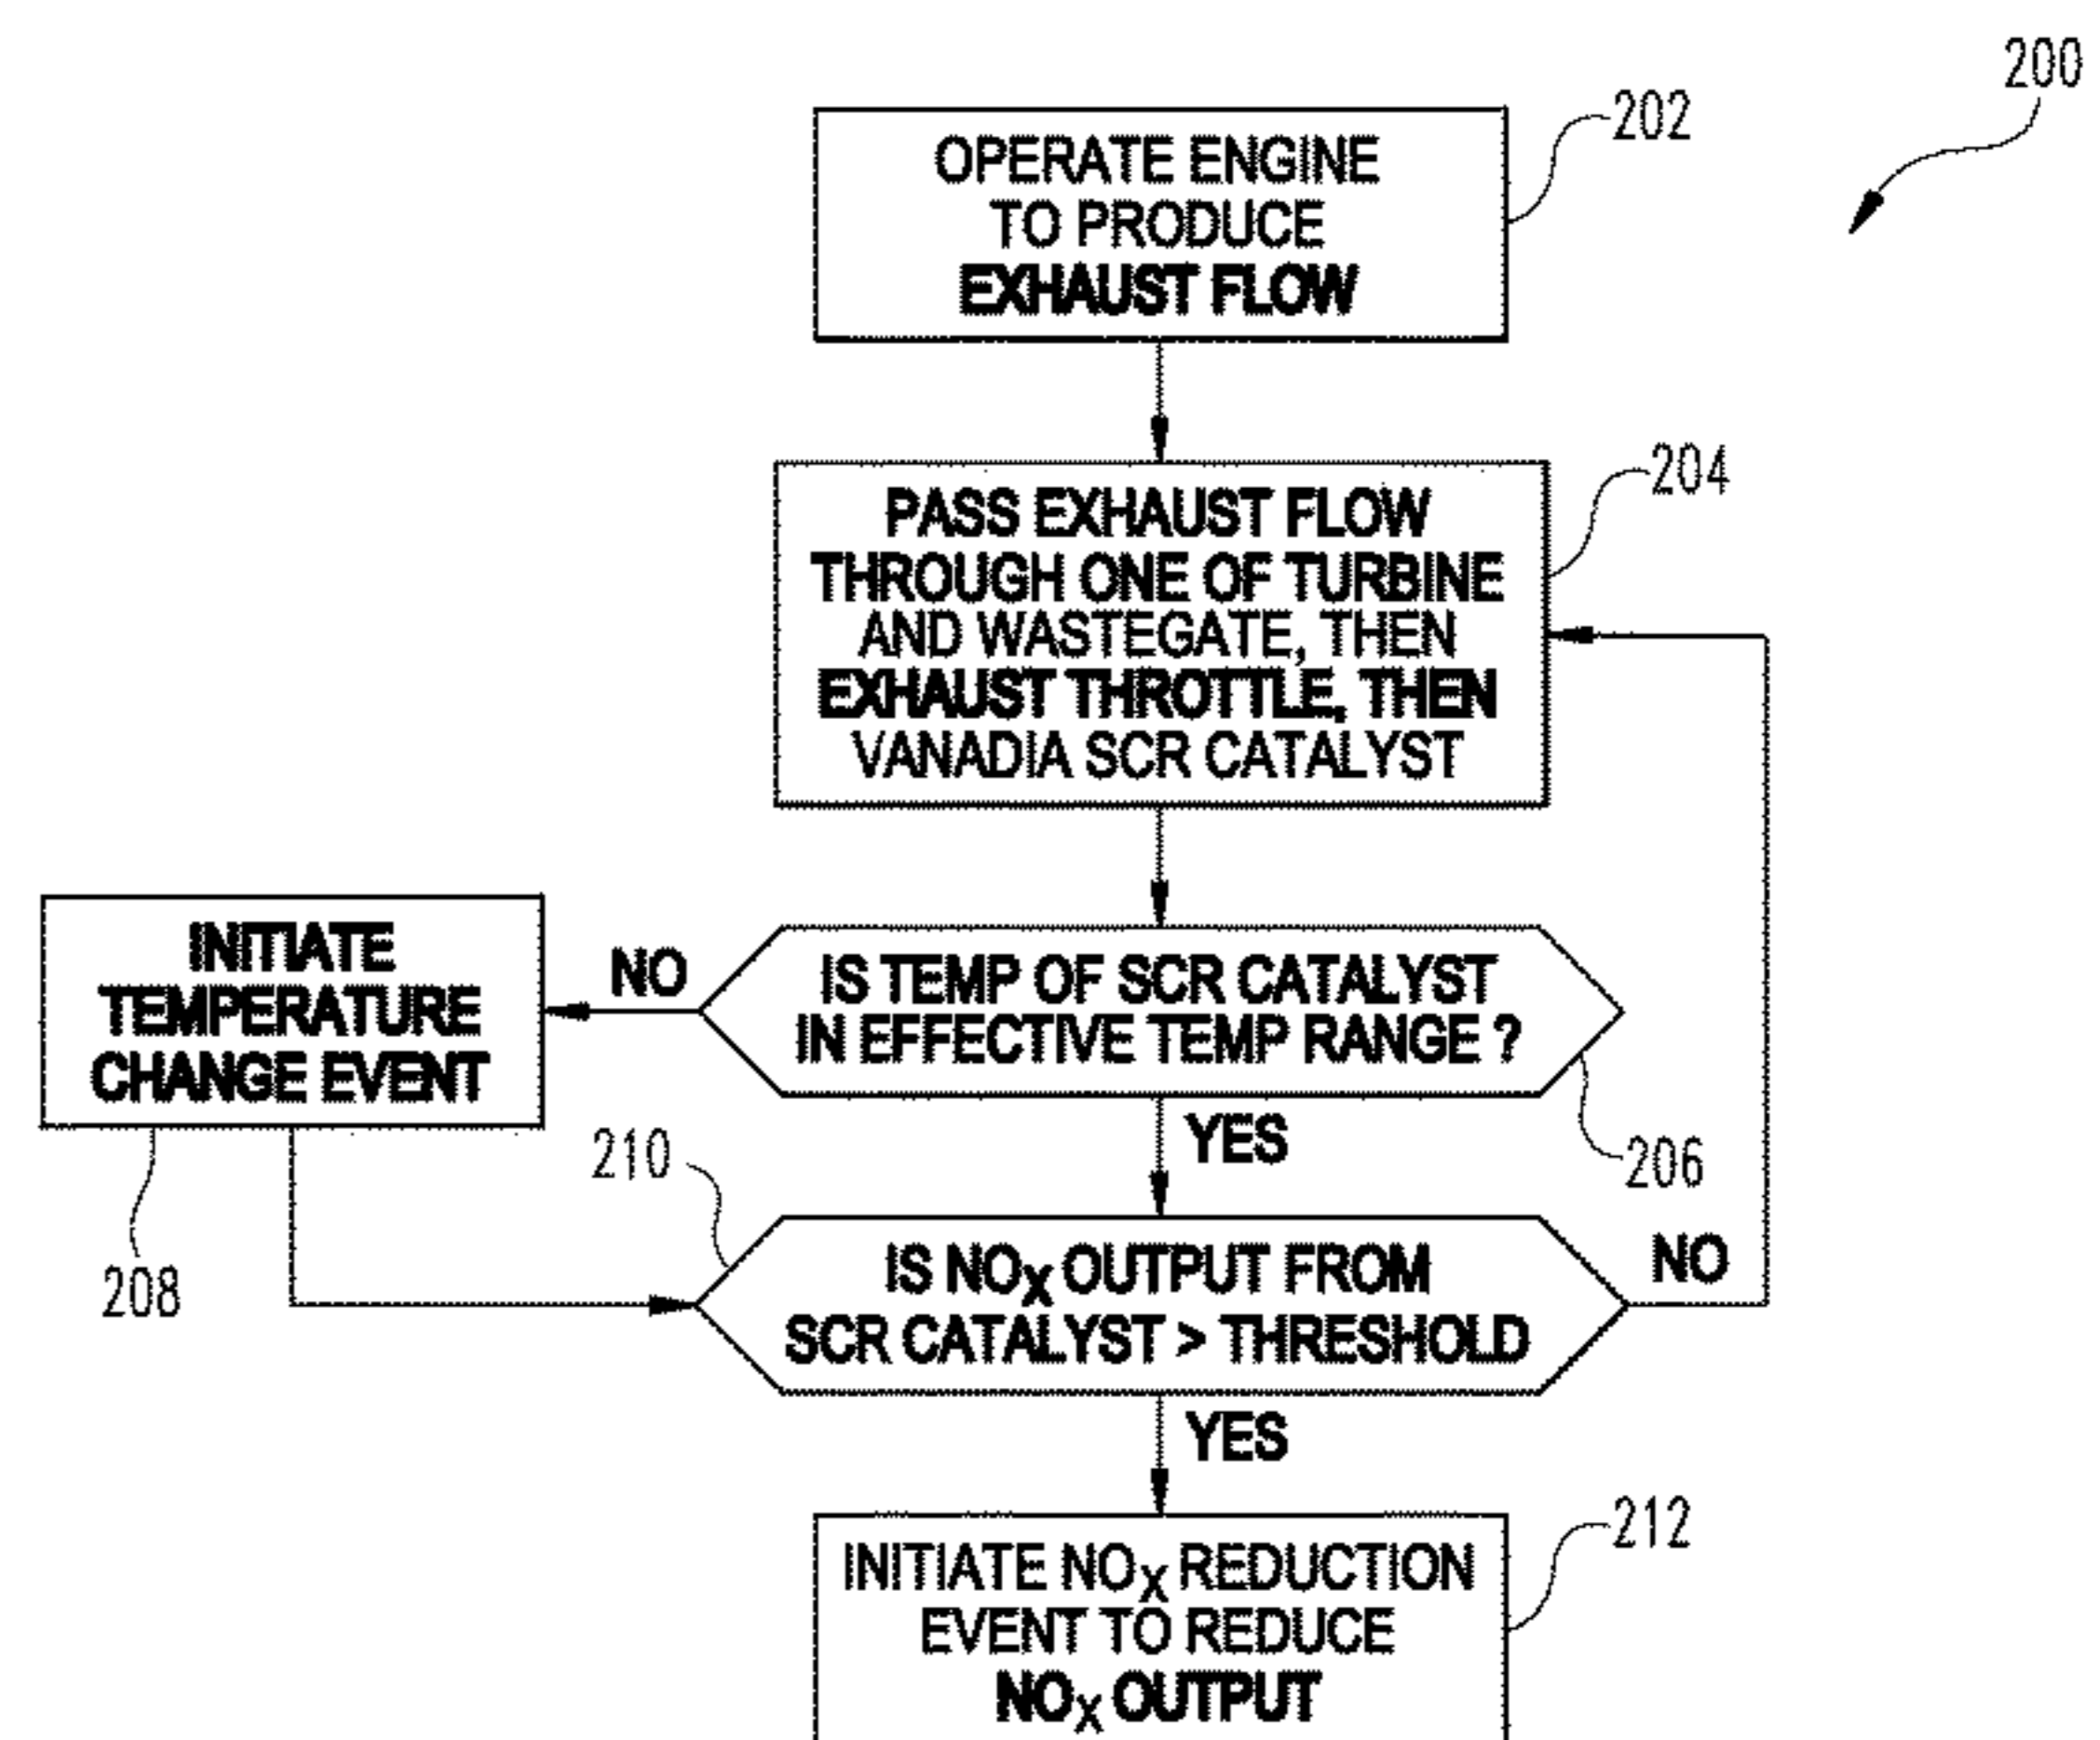 200
202
OPERATE ENGINE
TO PRODUCE
EXHAUST FLOW
204
PASS EXHAUST FLOW
THROUGH ONE OF TURBINE
AND WASTEGATE, THEN
EXHAUST THROTTLE, THEN
VANADIA SCR CATALYST
INITIATE
TEMPERATURE
CHANGE EVENT
NO
IS TEMP OF SCR CATALYST
IN EFFECTIVE TEMP RANGE ?
YES
210
206
208
IS NOX OUTPUT FROM
SCR CATALYST > THRESHOLD
NO
YES
212
INITIATE NOX REDUCTION
EVENT TO REDUCE
NOX OUTPUT